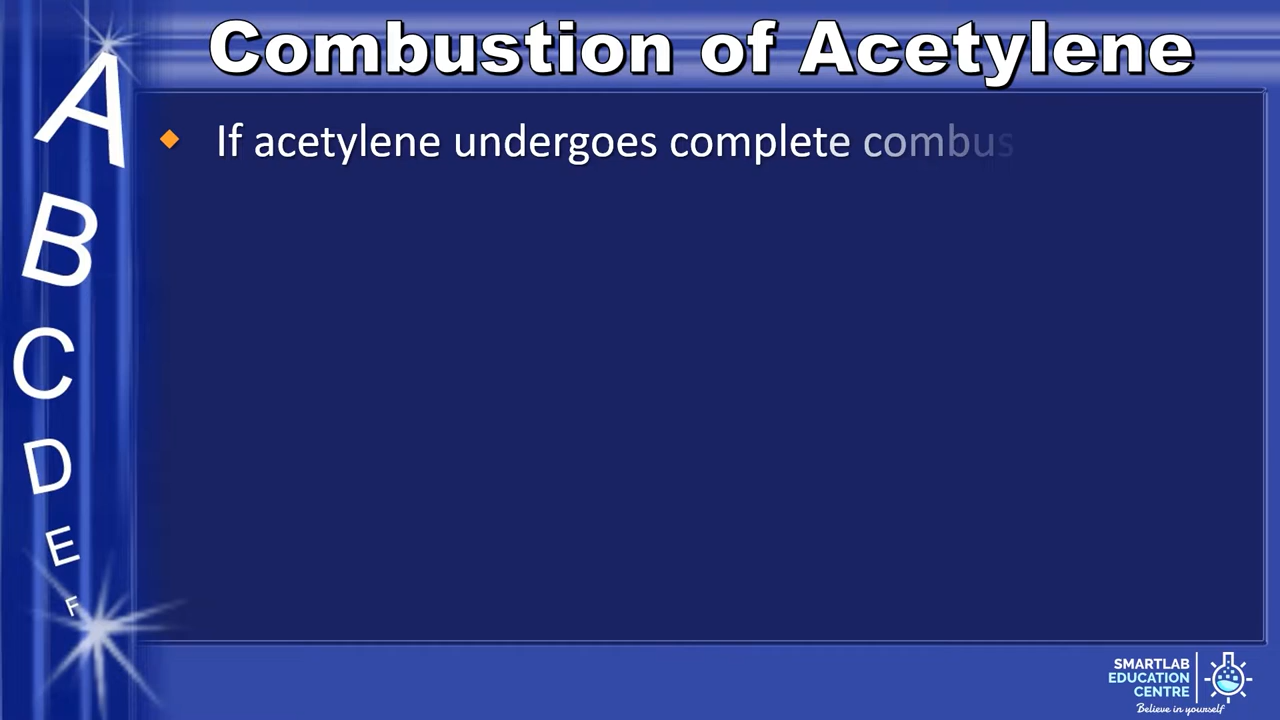 Combustion of Acetylene
If acetylene undergoes complete combus
A
B
C
D
E
F
SMARTLAB
EDUCATION
CENTRE
Believe in yourself